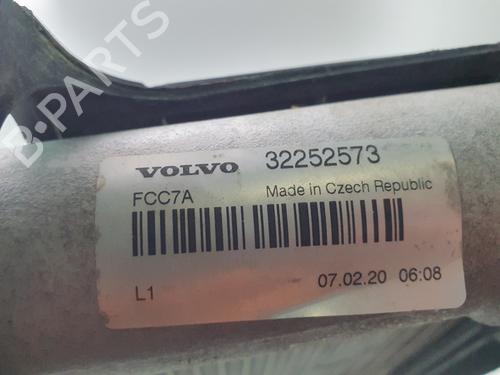 VOLVO 32252573
FCC7A Made in Czech Republic
L1 07.02.20 06:08
B-PARTS